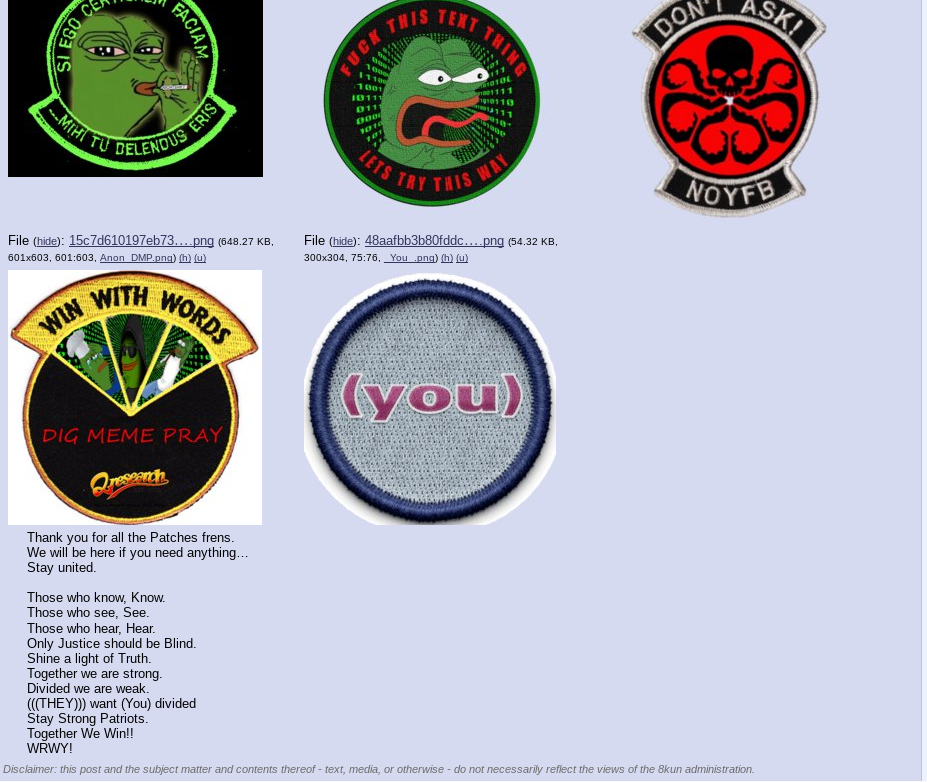 SI EGO CERTIOREM FACIAM
...MIHI TU DELENDUS ERIS
FUCK THIS TEXT THING
LETS TRY THIS WAY
DON'T ASK!
NOYFB
File (hide): 15c7d610197eb73….png (648.27 KB,
601x603, 601:603, Anon_DMP.png) (h) (u)
File (hide): 48aafbb3b80fddc….png (54.32 KB,
300x304, 75:76, _You_.png) (h) (u)
WIN WITH WORDS
DIG MEME PRAY
Qresearch
(you)
Thank you for all the Patches frens.
We will be here if you need anything…
Stay united.
Those who know, Know.
Those who see, See.
Those who hear, Hear.
Only Justice should be Blind.
Shine a light of Truth.
Together we are strong.
Divided we are weak.
(((THEY))) want (You) divided
Stay Strong Patriots.
Together We Win!!
WRWY!
Disclaimer: this post and the subject matter and contents thereof - text, media, or otherwise - do not necessarily reflect the views of the 8kun administration.